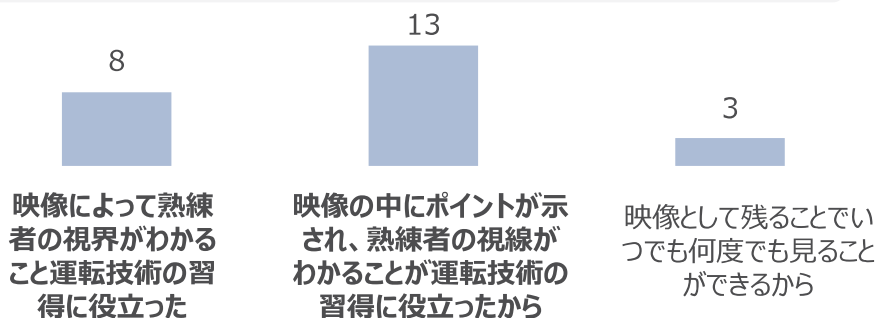 8
13
3
映像によって熟練
者の視界がわかる
こと運転技術の習
得に役立った
映像の中にポイントが示
され、熟練者の視線が
わかることが運転技術の
習得に役立ったから
映像として残ることでい
つでも何度でも見ること
ができるから